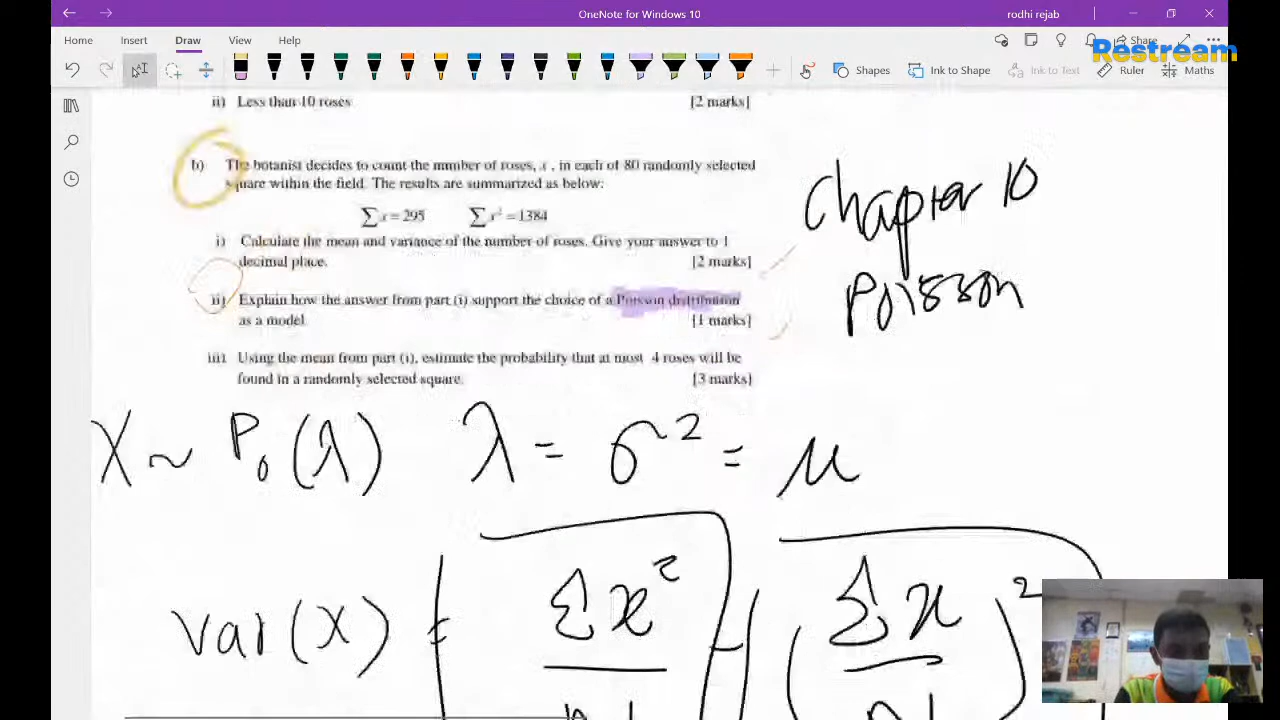 OneNote for Windows 10
rodhi rejab
Home Insert Draw View Help
Share
Restream
Shapes Ink to Shape Ink to Text Ruler Maths
ii) Less than 10 roses [2 marks]
b) The botanist decides to count the number of roses, x , in each of 80 randomly selected
square within the field. The results are summarized as below:
∑x = 295 ∑x² = 1384
i) Calculate the mean and variance of the number of roses. Give your answer to 1
decimal place. [2 marks]
ii) Explain how the answer from part (i) support the choice of a Poisson distribution
as a model [1 marks]
iii) Using the mean from part (i), estimate the probability that at most 4 roses will be
found in a randomly selected square. [3 marks]
Chapter 10
Poisson
X ~ Po(λ) λ = σ² = μ
var(X) = ∑x² - (∑x)²